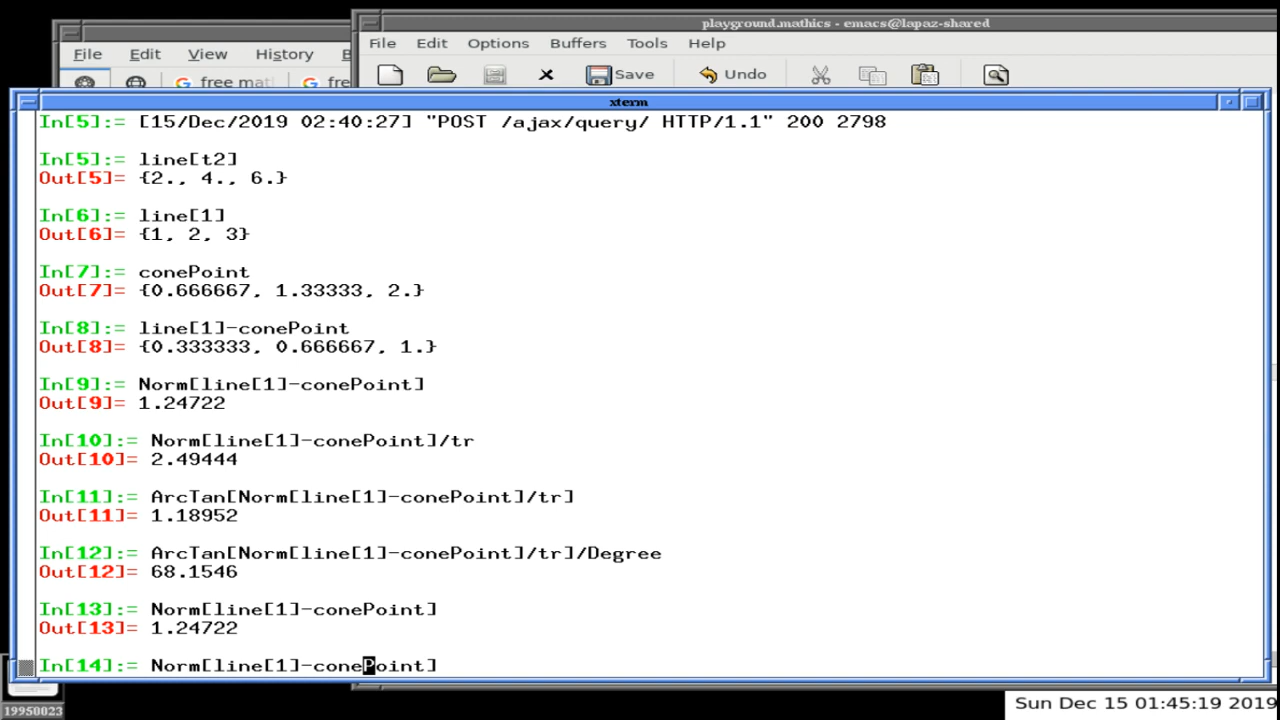 playground.mathics - emacs@lapaz-shared
File Edit View History B
File Edit Options Buffers Tools Help
free mat fre
Save Undo
xterm
In[5]:= [15/Dec/2019 02:40:27] "POST /ajax/query/ HTTP/1.1" 200 2798
In[5]:= line[t2]
Out[5]= {2., 4., 6.}
In[6]:= line[1]
Out[6]= {1, 2, 3}
In[7]:= conePoint
Out[7]= {0.666667, 1.33333, 2.}
In[8]:= line[1]-conePoint
Out[8]= {0.333333, 0.666667, 1.}
In[9]:= Norm[line[1]-conePoint]
Out[9]= 1.24722
In[10]:= Norm[line[1]-conePoint]/tr
Out[10]= 2.49444
In[11]:= ArcTan[Norm[line[1]-conePoint]/tr]
Out[11]= 1.18952
In[12]:= ArcTan[Norm[line[1]-conePoint]/tr]/Degree
Out[12]= 68.1546
In[13]:= Norm[line[1]-conePoint]
Out[13]= 1.24722
In[14]:= Norm[line[1]-conePoint]
19950023
Sun Dec 15 01:45:19 2019